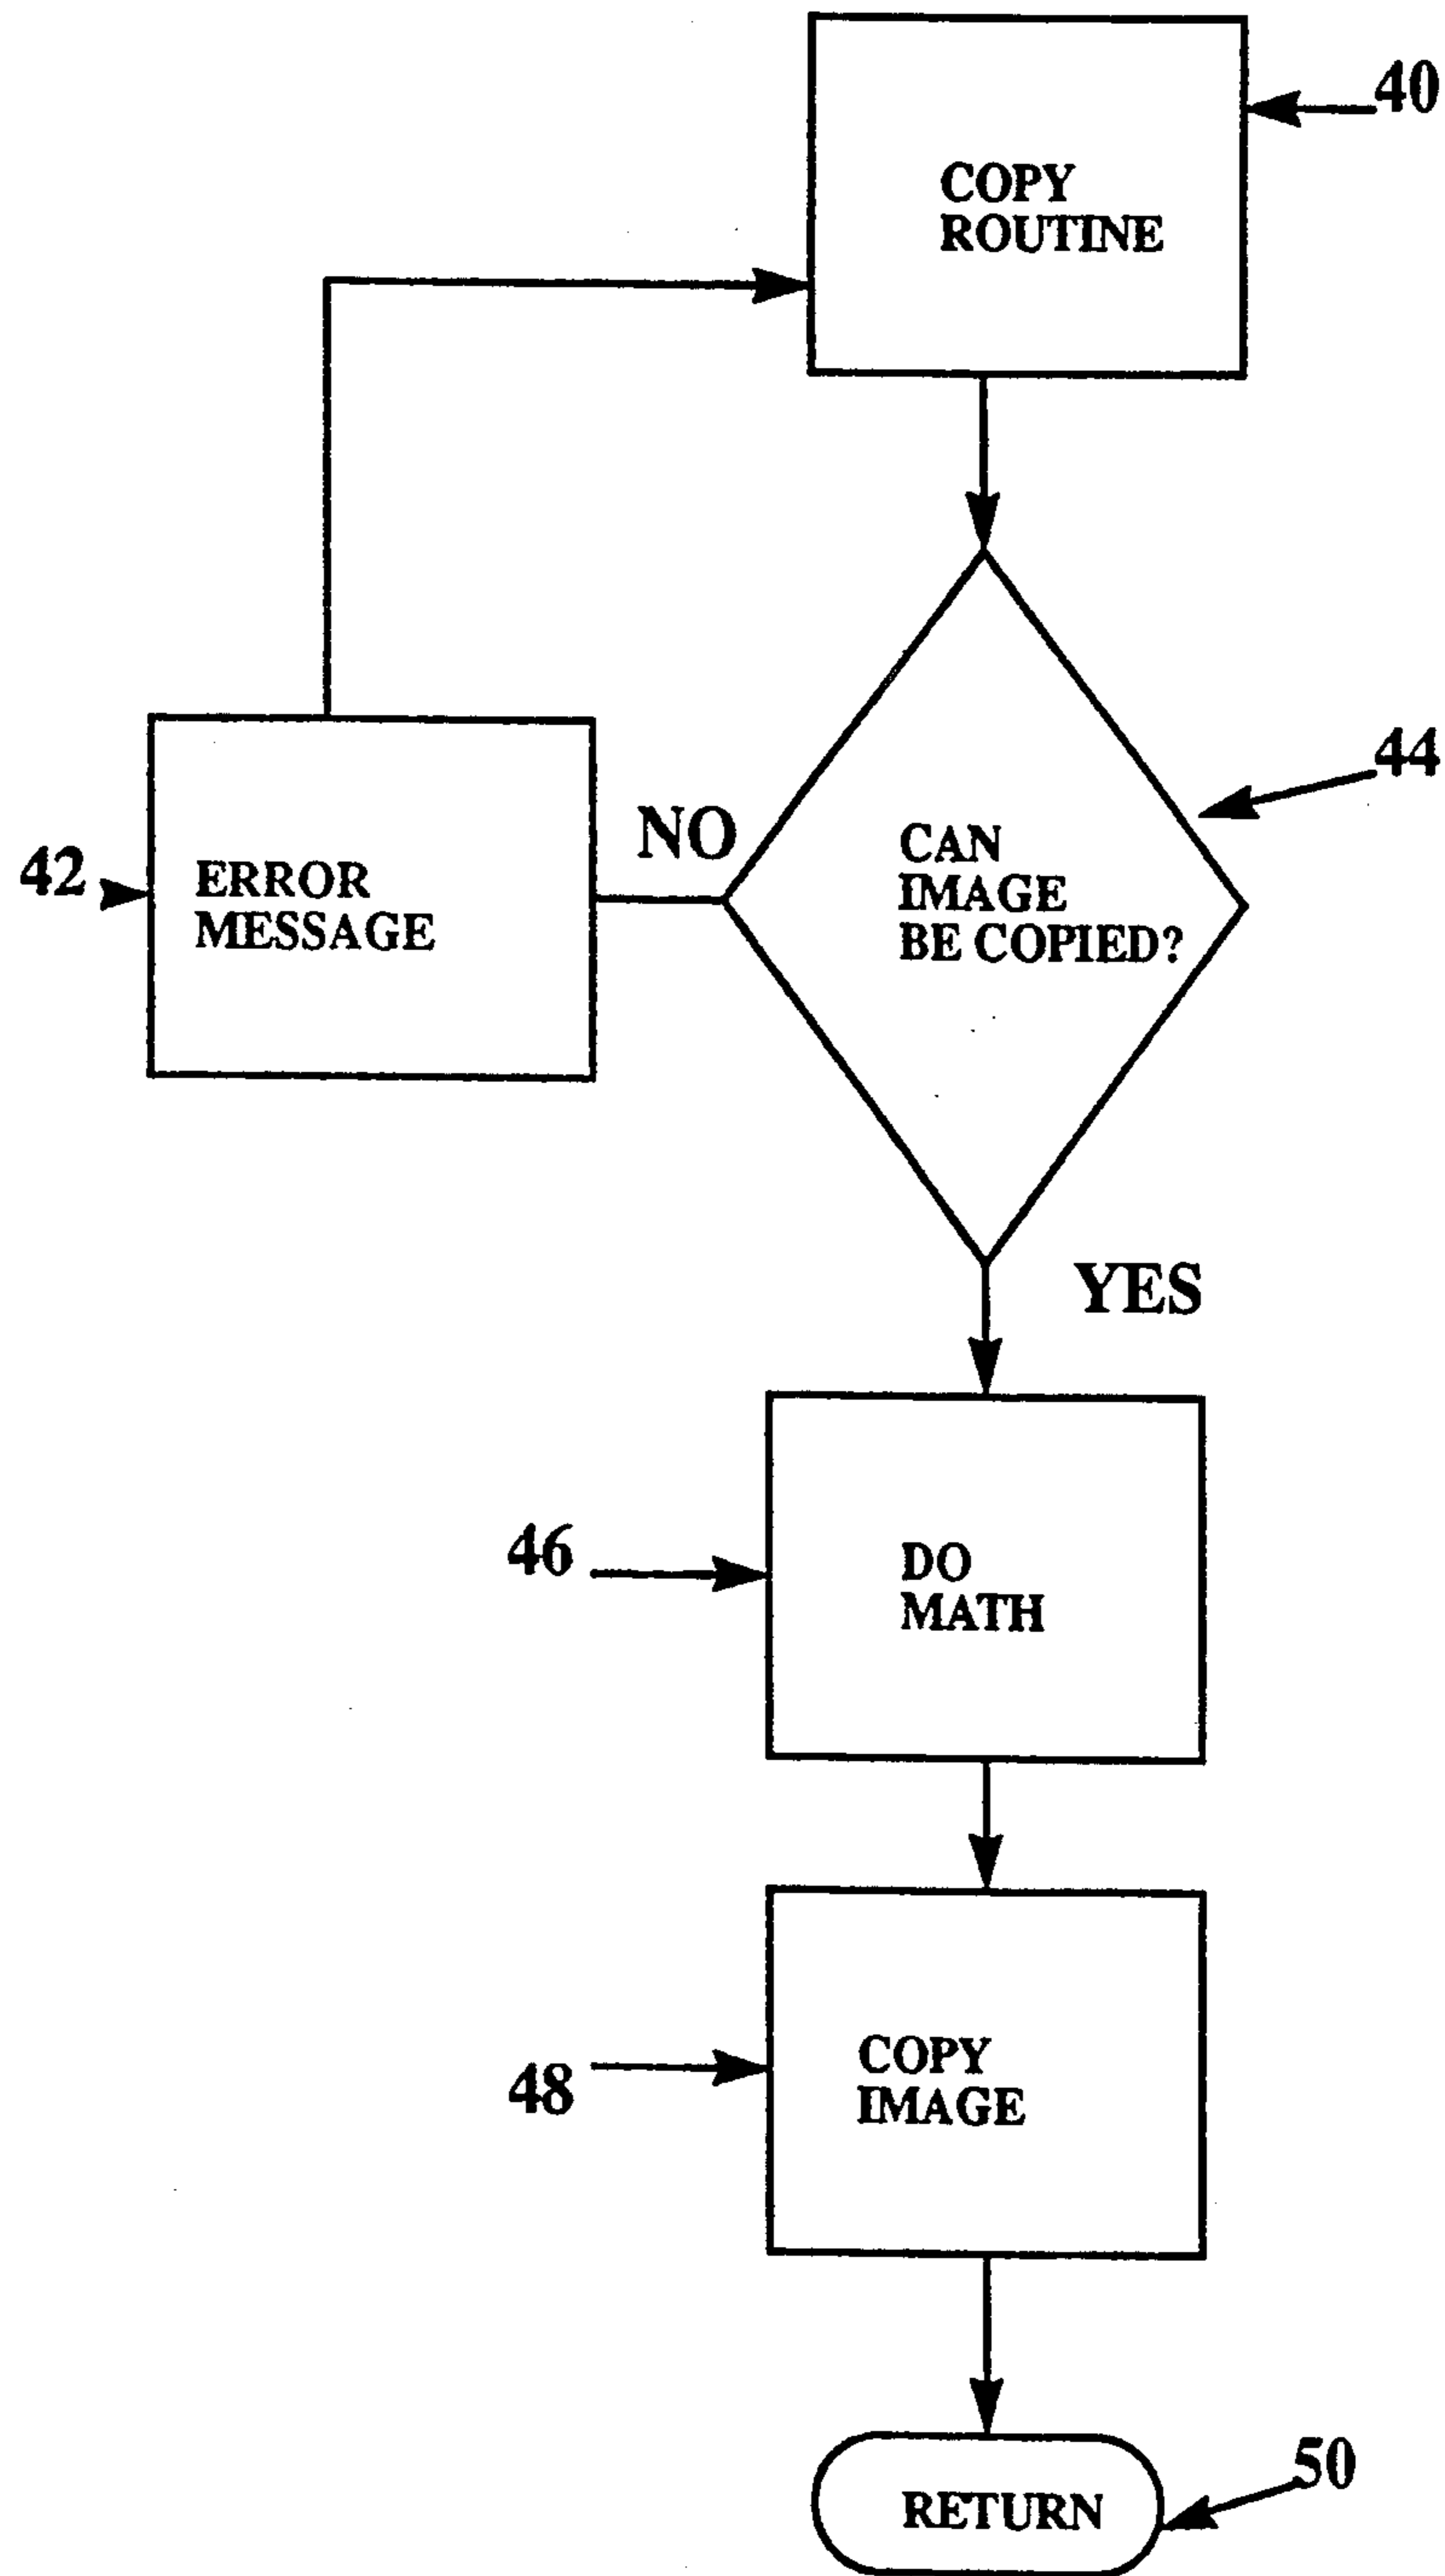 40
COPY
ROUTINE
44
NO
CAN
IMAGE
BE COPIED?
42
ERROR
MESSAGE
YES
46
DO
MATH
48
COPY
IMAGE
50
RETURN